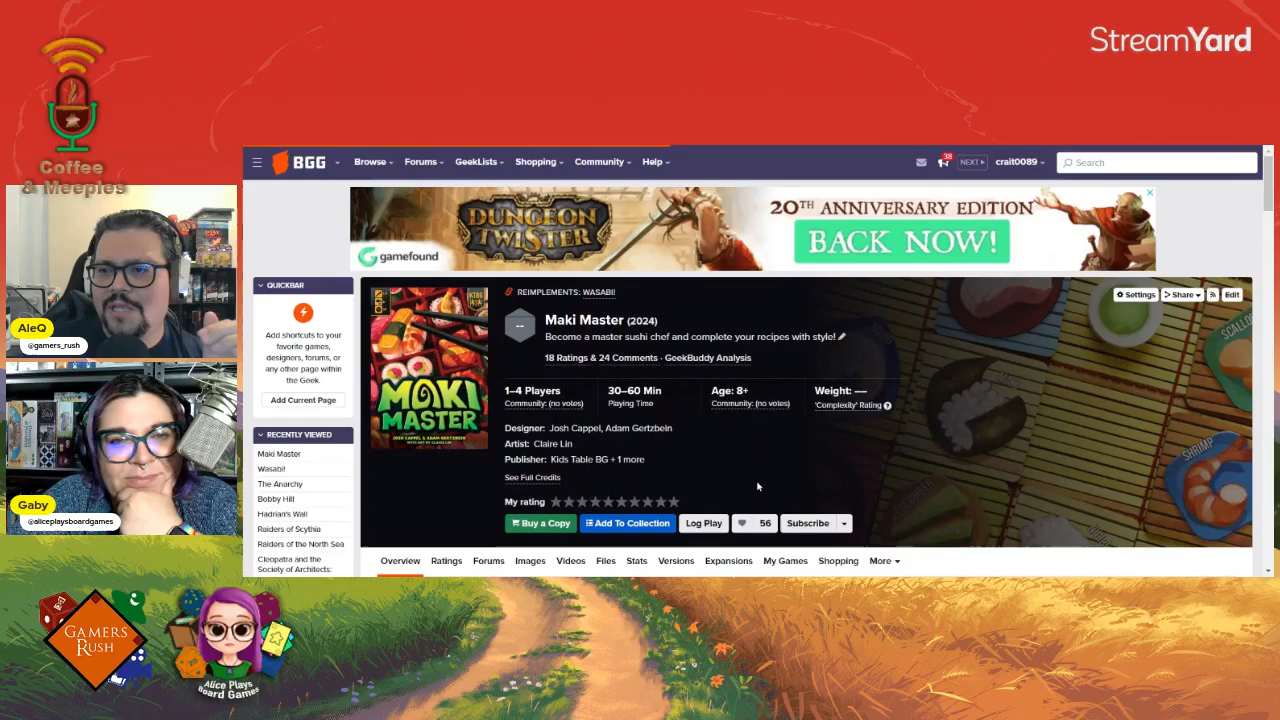 StreamYard
Coffee
& Meeples
BGG
Browse
Forums
GeekLists
Shopping
Community
Help
38
NEXT
crait0089
Search
DUNGEON
TWISTER
gamefound
20TH ANNIVERSARY EDITION
BACK NOW!
QUICKBAR
Add shortcuts to your
favorite games,
designers, forums, or
any other page within
the Geek.
Add Current Page
RECENTLY VIEWED
Maki Master
Wasabi!
The Anarchy
Bobby Hill
Hadrian's Wall
Raiders of Scythia
Raiders of the North Sea
Cleopatra and the
Society of Architects:
REIMPLEMENTS: WASABI!
Settings
Share
Edit
Maki Master (2024)
Become a master sushi chef and complete your recipes with style!
18 Ratings & 24 Comments · GeekBuddy Analysis
1–4 Players
Community: (no votes)
30–60 Min
Playing Time
Age: 8+
Community: (no votes)
Weight: —
'Complexity' Rating
Designer: Josh Cappel, Adam Gertzbein
Artist: Claire Lin
Publisher: Kids Table BG + 1 more
See Full Credits
My rating
Buy a Copy
Add To Collection
Log Play
56
Subscribe
MAKI
MASTER
JOSH CAPPEL & ADAM GERTZBEIN
SHRIMP
Overview
Ratings
Forums
Images
Videos
Files
Stats
Versions
Expansions
My Games
Shopping
More
AleQ
@gamers_rush
Gaby
@aliceplaysboardgames
GAMERS
RUSH
Alice Plays
Board Games